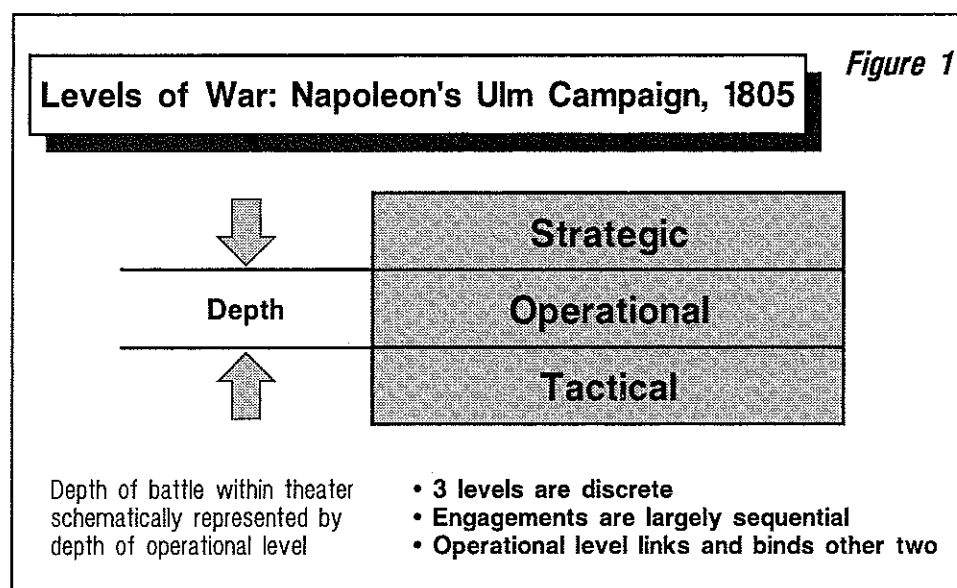 Figure 1
Levels of War: Napoleon's Ulm Campaign, 1805
Strategic
Depth
Operational
Tactical
Depth of battle within theater
schematically represented by
depth of operational level
• 3 levels are discrete
• Engagements are largely sequential
• Operational level links and binds other two